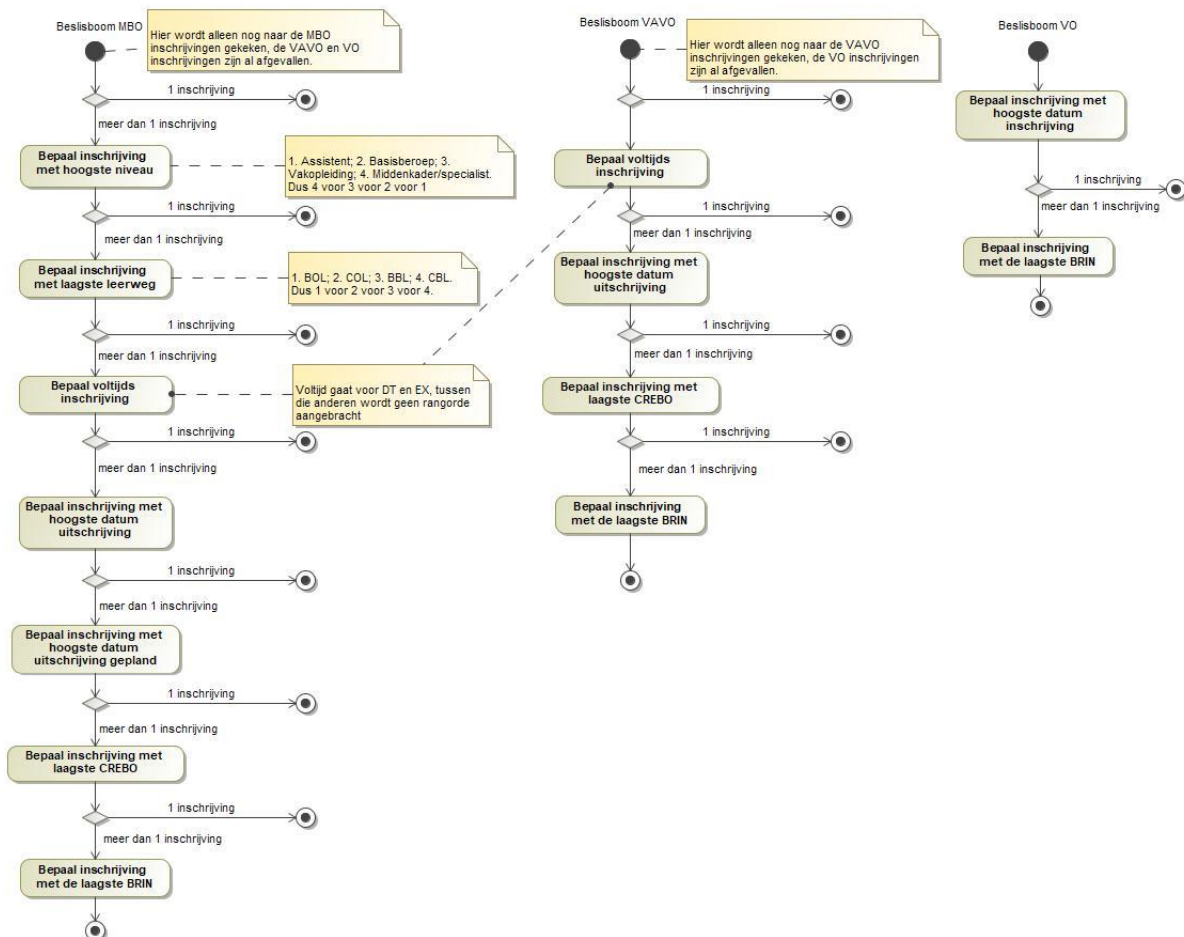 Beslisboom MBO
Hier wordt alleen nog naar de MBO
inschrijvingen gekeken, de VAVO en VO
inschrijvingen zijn al afgevallen.
1 inschrijving
meer dan 1 inschrijving
Bepaal inschrijving
met hoogste niveau
1. Assistent; 2. Basisberoep; 3.
Vakopleiding; 4. Middenkader/specialist.
Dus 4 voor 3 voor 2 voor 1
1 inschrijving
meer dan 1 inschrijving
Bepaal inschrijving
met laagste leerweg
1. BOL; 2. COL; 3. BBL; 4. CBL.
Dus 1 voor 2 voor 3 voor 4.
1 inschrijving
meer dan 1 inschrijving
Bepaal voltijds
inschrijving
Voltijd gaat voor DT en EX, tussen
die anderen wordt geen rangorde
aangebracht
1 inschrijving
meer dan 1 inschrijving
Bepaal inschrijving met
hoogste datum
uitschrijving
1 inschrijving
meer dan 1 inschrijving
Bepaal inschrijving met
hoogste datum
uitschrijving gepland
1 inschrijving
meer dan 1 inschrijving
Bepaal inschrijving met
laagste CREBO
1 inschrijving
meer dan 1 inschrijving
Bepaal inschrijving
met de laagste BRIN
Beslisboom VAVO
Hier wordt alleen nog naar de VAVO
inschrijvingen gekeken, de VO inschrijvingen
zijn al afgevallen.
1 inschrijving
Bepaal voltijds
inschrijving
1 inschrijving
meer dan 1 inschrijving
Bepaal inschrijving met
hoogste datum
uitschrijving
1 inschrijving
meer dan 1 inschrijving
Bepaal inschrijving met
laagste CREBO
1 inschrijving
meer dan 1 inschrijving
Bepaal inschrijving
met de laagste BRIN
Beslisboom VO
Bepaal inschrijving met
hoogste datum
inschrijving
1 inschrijving
meer dan 1 inschrijving
Bepaal inschrijving
met de laagste BRIN